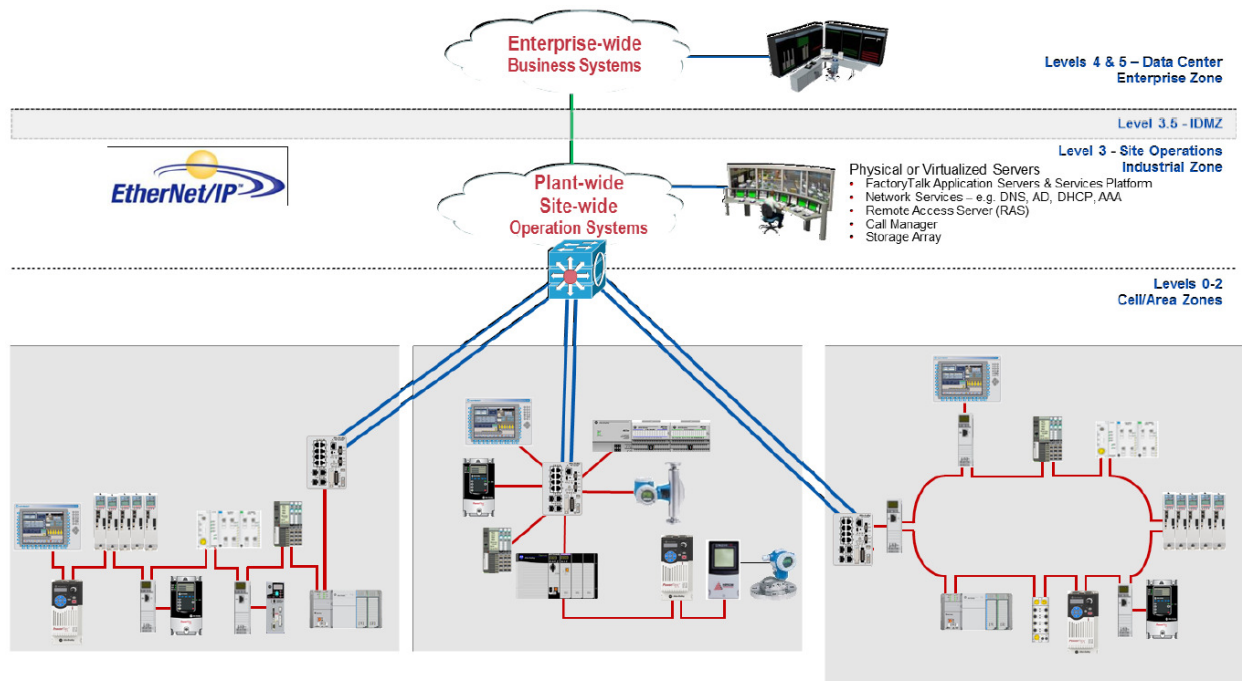 Enterprise-wide
Business Systems
Levels 4 & 5 – Data Center
Enterprise Zone
Level 3.5 - IDMZ
Level 3 - Site Operations
Industrial Zone
EtherNet/IP™
Plant-wide
Site-wide
Operation Systems
Physical or Virtualized Servers
• FactoryTalk Application Servers & Services Platform
• Network Services – e.g. DNS, AD, DHCP, AAA
• Remote Access Server (RAS)
• Call Manager
• Storage Array
Levels 0-2
Cell/Area Zones